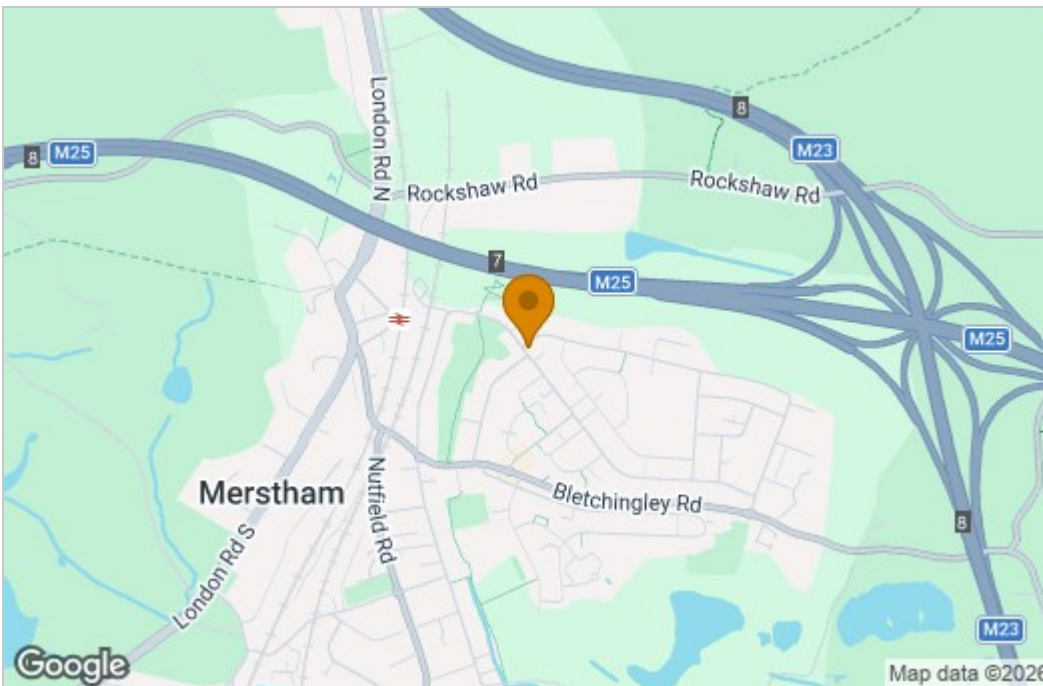 London Rd N
8
M25
8
M23
Rockshaw Rd
Rockshaw Rd
7
M25
M25
Merstham
Nutfield Rd
Bletchingley Rd
8
London Rd S
M23
Google
Map data ©2026